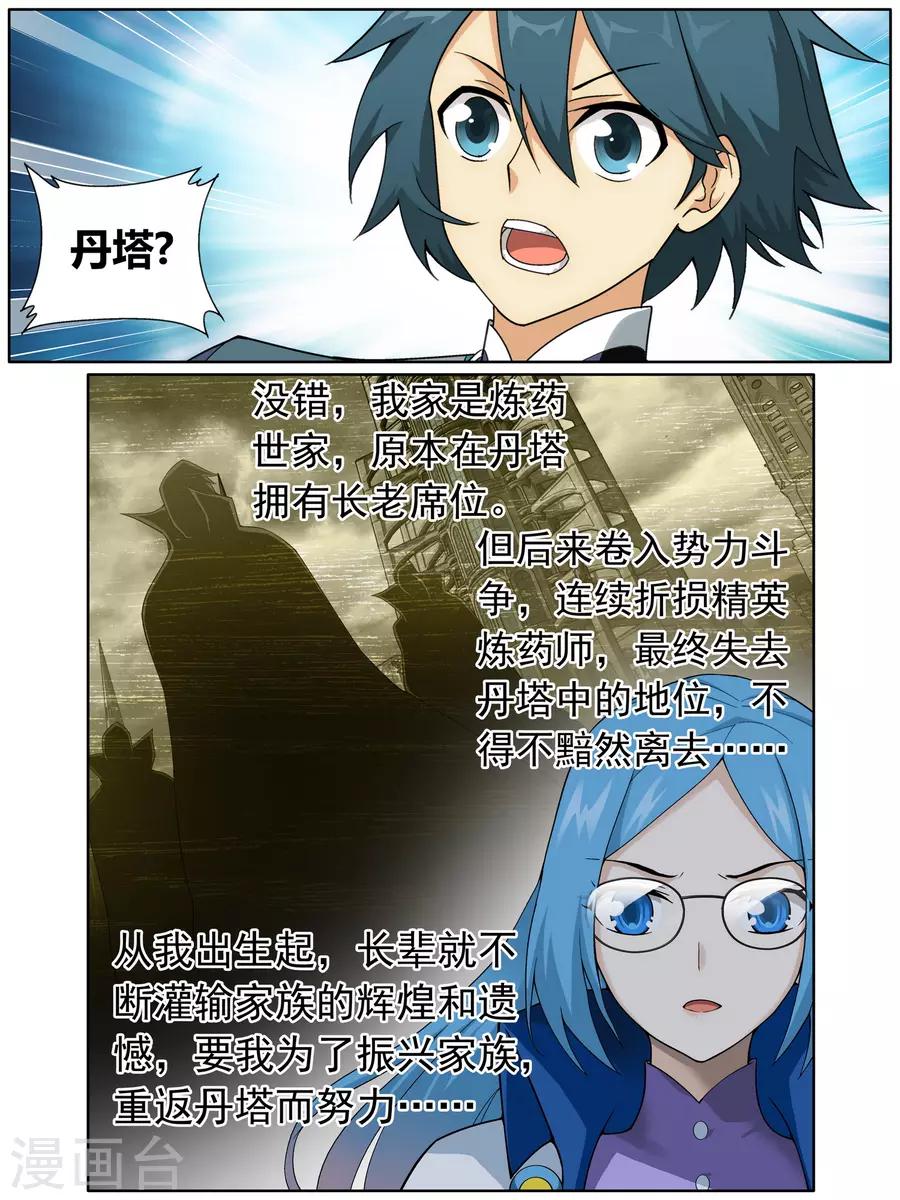 丹塔?
没错，我家是炼药
世家，原本在丹塔
拥有长老席位。
但后来卷入势力斗
争，连续折损精英
炼药师，最终失去
丹塔中的地位，不
得不黯然离去……
从我出生起，长辈就不
断灌输家族的辉煌和遗
憾，要我为了振兴家族，
重返丹塔而努力……
漫画台